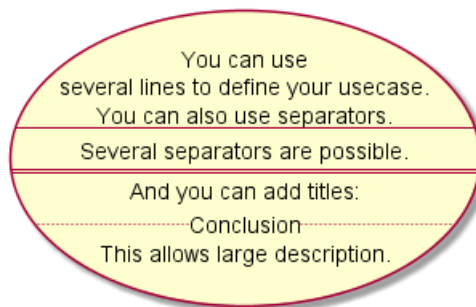 You can use
several lines to define your usecase.
You can also use separators.
Several separators are possible.
And you can add titles:
Conclusion
This allows large description.